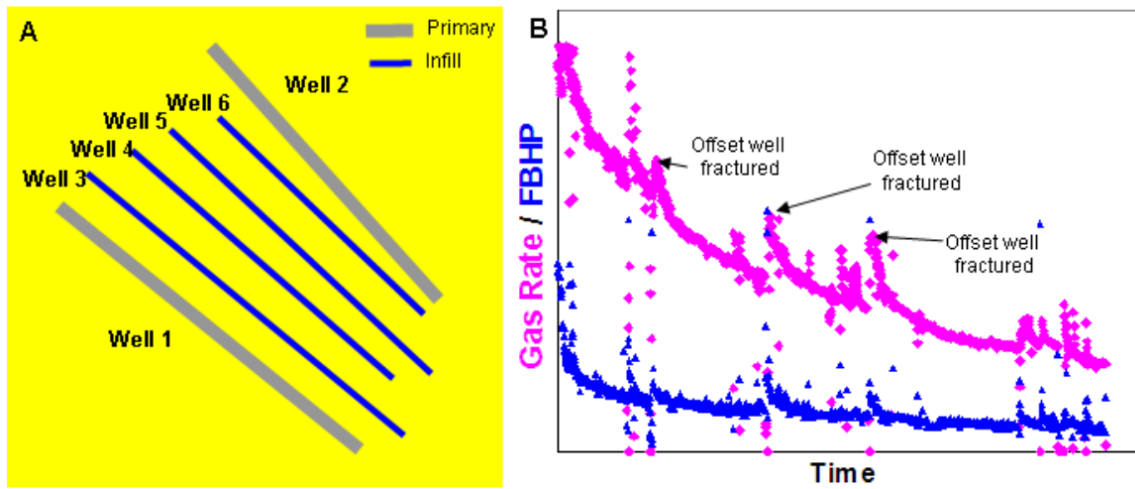 A
Primary
Infill
Well 2
Well 6
Well 5
Well 4
Well 3
Well 1
B
Offset well
fractured
Offset well
fractured
Offset well
fractured
Gas Rate / FBHP
Time